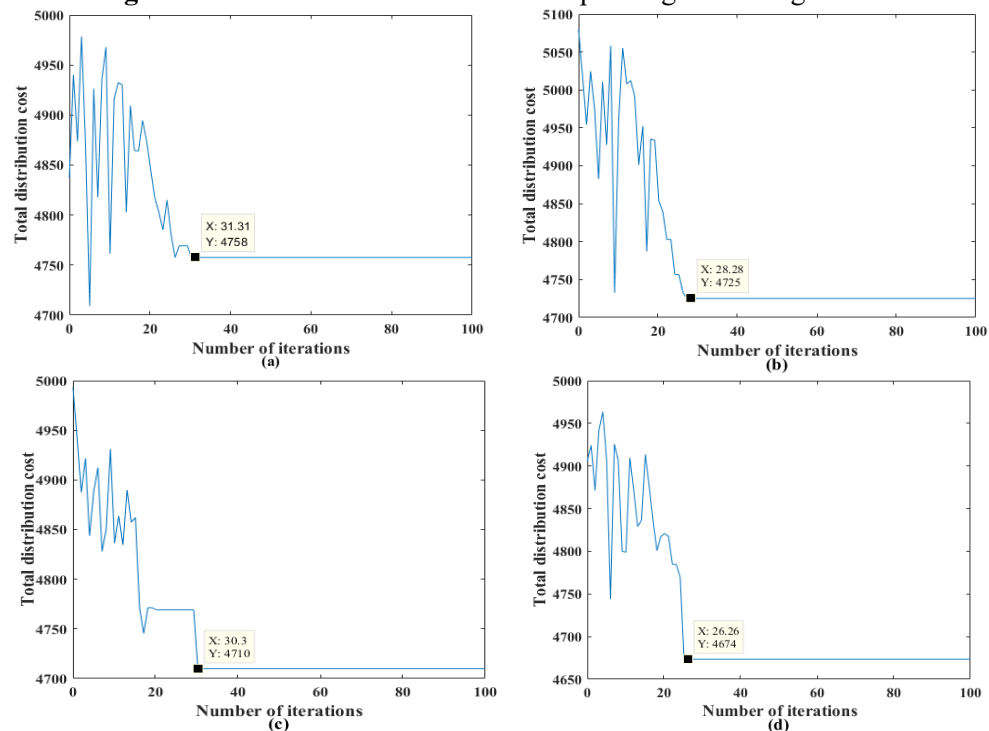 5000
4950
4900
4850
4800
4750
4700
0
20
40
60
80
100
Total distribution cost
Number of iterctions
(a)
X: 31.31
Y: 4758
5100
5050
5000
4950
4900
4850
4800
4750
4700
0
20
40
60
80
100
Total distribution cost
Number of iterations
(b)
X: 28.28
Y: 4725
5000
4950
4900
4850
4800
4750
4700
0
20
40
60
80
100
Total distribution cost
Number of iterations
(c)
X: 30.3
Y: 4710
5000
4950
4900
4850
4800
4750
4700
4650
0
20
40
60
80
100
Total distribution cost
Number of iterations
(d)
X: 26.26
Y: 4674